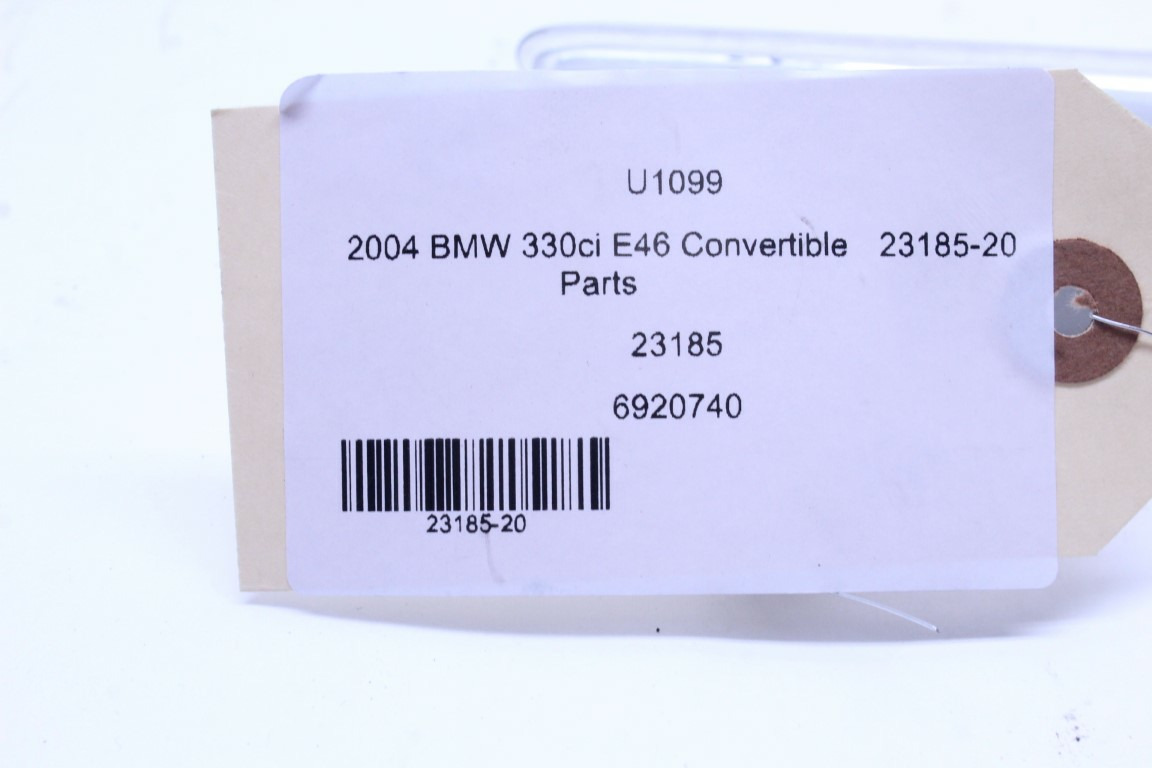 U1099
2004 BMW 330ci E46 Convertible 23185-20
Parts
23185
6920740
23185-20